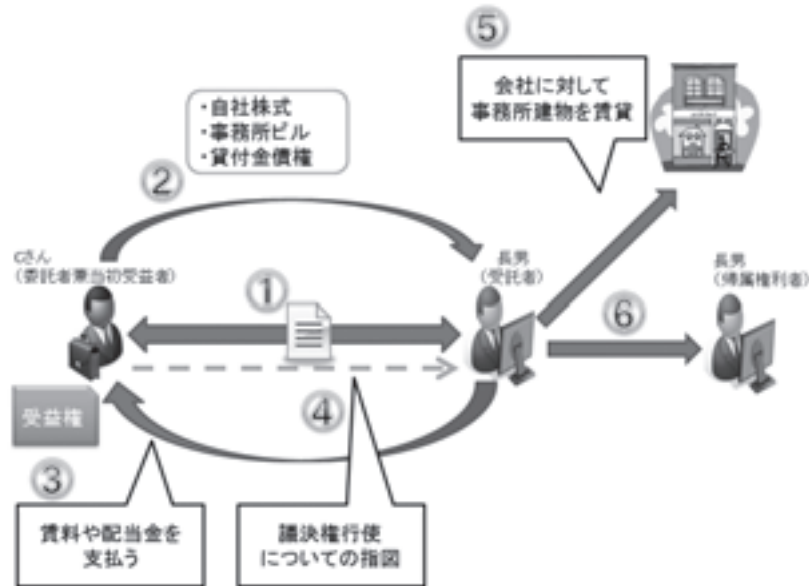 ⑤
会社に対して
事務所建物を賃貸
・自社株式
・事務所ビル
・貸付金債権
②
Cさん
（委託者兼当初受益者）
長男
（受託者）
長男
（帰属権利者）
①
⑥
受益権
④
③
賃料や配当金を
支払う
議決権行使
についての指図